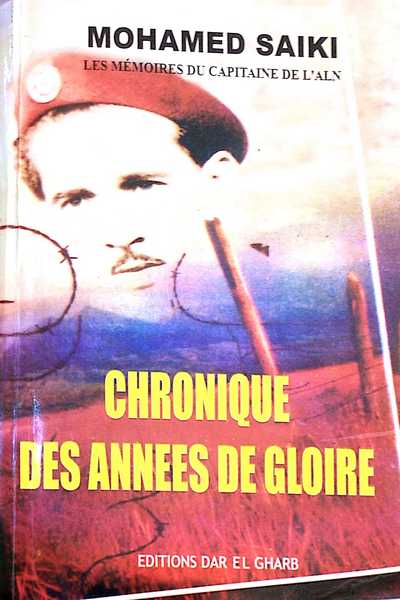 MOHAMED SAIKI
LES MÉMOIRES DU CAPITAINE DE L'ALN
CHRONIQUE
DES ANNEES DE GLOIRE
EDITIONS DAR EL GHARB